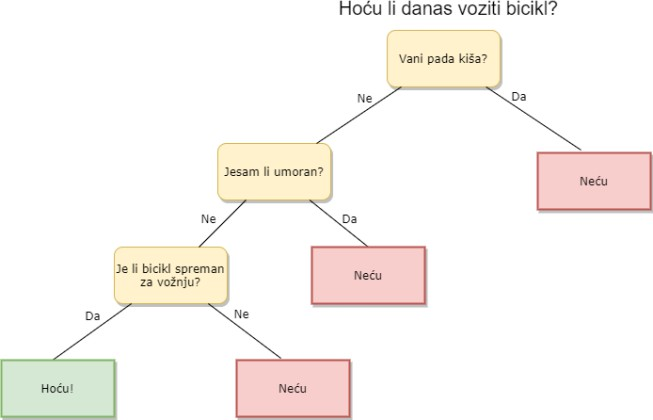 Hoću li danas voziti bicikl?
Vani pada kiša?
Ne
Da
Jesam li umoran?
Neću
Ne
Da
Je li bicikl spreman
za vožnju?
Neću
Da
Ne
Hoću!
Neću